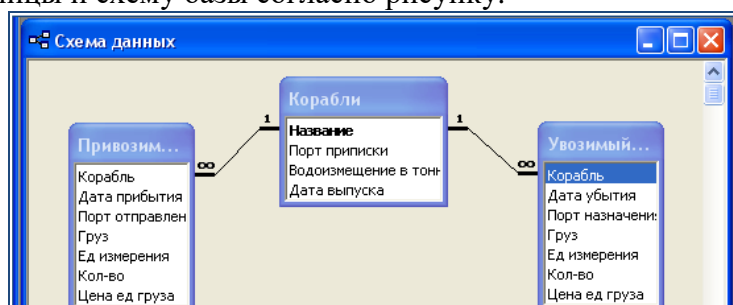 схему базы согласно рисунку.
Схема данных
Корабли
Название
Порт приписки
Водоизмещение в тонн
Дата выпуска
1
1
∞
∞
Привозим...
Корабль
Дата прибытия
Порт отправлен
Груз
Ед измерения
Кол-во
Цена ед груза
Увозимый...
Корабль
Дата убытия
Порт назначения
Груз
Ед измерения
Кол-во
Цена ед груза